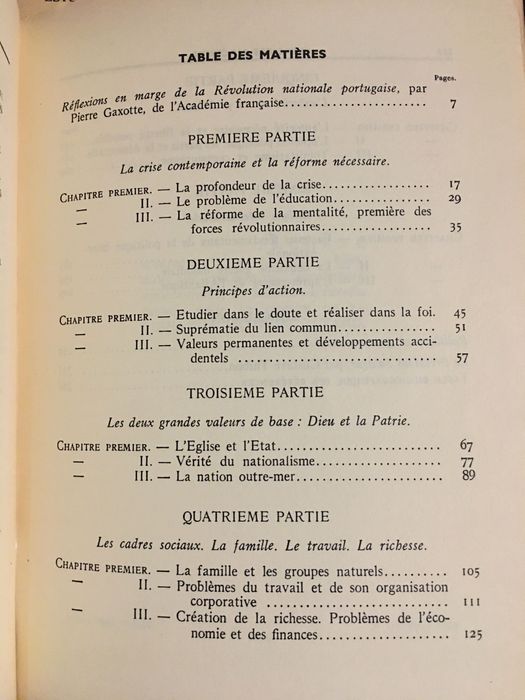 TABLE DES MATIÈRES
Pages.
Réflexions en marge de la Révolution nationale portugaise, par
Pierre Gaxotte, de l'Académie française..................... 7
PREMIERE PARTIE
La crise contemporaine et la réforme nécessaire.
CHAPITRE PREMIER. — La profondeur de la crise................ 17
— II. — Le problème de l'éducation.............. 29
— III. — La réforme de la mentalité, première des
forces révolutionnaires................ 35
DEUXIEME PARTIE
Principes d'action.
CHAPITRE PREMIER. — Etudier dans le doute et réaliser dans la foi. 45
— II. — Suprématie du lien commun.............. 51
— III. — Valeurs permanentes et développements acci-
dentels .............................. 57
TROISIEME PARTIE
Les deux grandes valeurs de base : Dieu et la Patrie.
CHAPITRE PREMIER. — L'Eglise et l'Etat...................... 67
— II. — Vérité du nationalisme.................. 77
— III. — La nation outre-mer.................... 89
QUATRIEME PARTIE
Les cadres sociaux. La famille. Le travail. La richesse.
CHAPITRE PREMIER. — La famille et les groupes naturels.......... 105
— II. — Problèmes du travail et de son organisation
corporative .......................... 111
— III. — Création de la richesse. Problèmes de l'éco-
nomie et des finances.................. 125